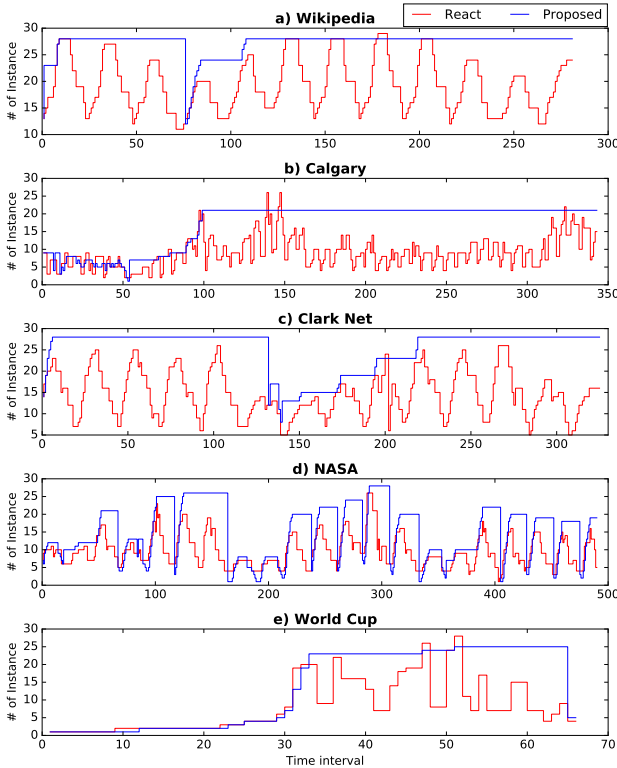 React Proposed
a) Wikipedia
# of Instance
30
25
20
15
10
0 50 100 150 200 250 300
b) Calgary
# of Instance
30
25
20
15
10
5
0
0 50 100 150 200 250 300 350
c) Clark Net
# of Instance
30
25
20
15
10
5
0 50 100 150 200 250 300
d) NASA
# of Instance
30
25
20
15
10
5
0
0 100 200 300 400 500
e) World Cup
# of Instance
30
25
20
15
10
5
0
0 10 20 30 40 50 60 70
Time interval